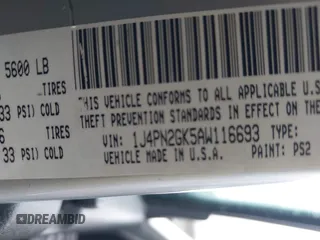 5600 LB
TIRES
33 PSI) COLD
TIRES
33 PSI) COLD
THIS VEHICLE CONFORMS TO ALL APPLICABLE U.S
THEFT PREVENTION STANDARDS IN EFFECT ON THE
VIN: 1J4PN2GK5AW116693 TYPE:
VEHICLE MADE IN U.S.A. PAINT: PS2
DREAMBID